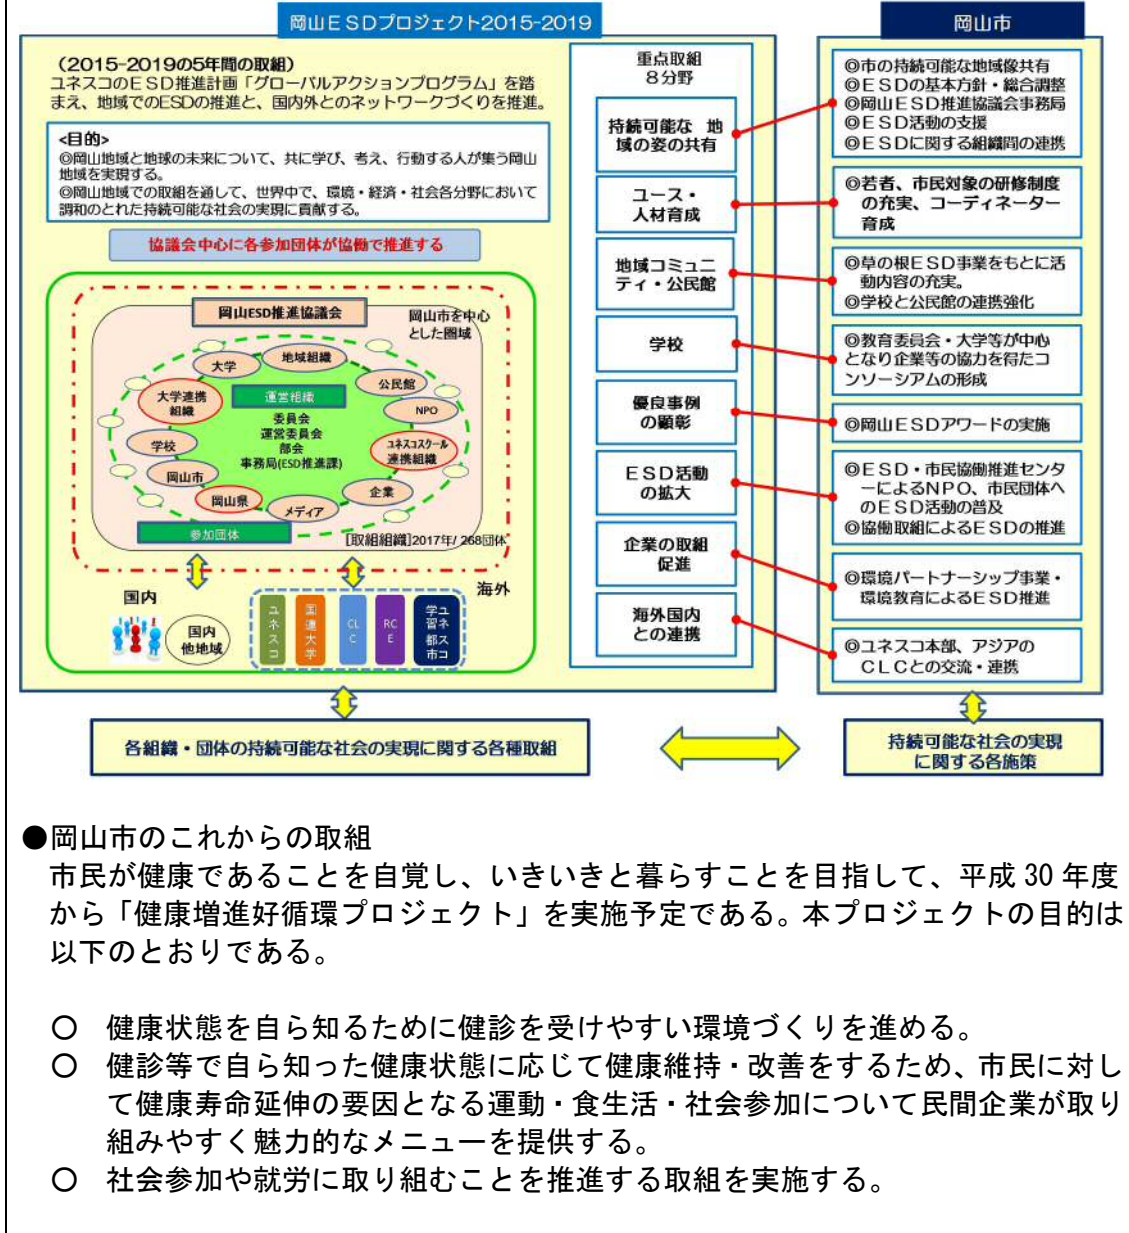 岡山ＥＳＤプロジェクト2015-2019
（2015-2019の5年間の取組）
ユネスコのＥＳＤ推進計画「グローバルアクションプログラム」を踏
まえ、地域でのESDの推進と、国内外とのネットワークづくりを推進。
<目的>
◎岡山地域と地球の未来について、共に学び、考え、行動する人が集う岡山
地域を実現する。
◎岡山地域での取組を通して、世界中で、環境・経済・社会各分野において
調和のとれた持続可能な社会の実現に貢献する。
協議会中心に各参加団体が協働で推進する
岡山ESD推進協議会
岡山市を中心
とした圏域
大学
地域組織
公民館
大学連携
組織
運営組織
NPO
委員会
運営委員会
部会
事務局(ESD推進課)
学校
ユネスコスクール
連携組織
岡山市
岡山県
メディア
企業
参加団体
[取組組織]2017年/ 268団体
国内
海外
国内
他地域
ユネスコ
国連大学
CLC
RCE
ユネスコ
学習都市
重点取組
８分野
持続可能な 地
域の姿の共有
ユース・
人材育成
地域コミュニ
ティ・公民館
学校
優良事例
の顕彰
ＥＳＤ活動
の拡大
企業の取組
促進
海外国内
との連携
岡山市
◎市の持続可能な地域像共有
◎ＥＳＤの基本方針・総合調整
◎岡山ＥＳＤ推進協議会事務局
◎ＥＳＤ活動の支援
◎ＥＳＤに関する組織間の連携
◎若者、市民対象の研修制度
の充実、コーディネーター
育成
◎草の根ＥＳＤ事業をもとに活
動内容の充実。
◎学校と公民館の連携強化
◎教育委員会・大学等が中心
となり企業等の協力を得たコ
ンソーシアムの形成
◎岡山ＥＳＤアワードの実施
◎ＥＳＤ・市民協働推進センタ
ーによるＮＰＯ、市民団体へ
のＥＳＤ活動の普及
◎協働取組によるＥＳＤの推進
◎環境パートナーシップ事業・
環境教育によるＥＳＤ推進
◎ユネスコ本部、アジアの
ＣＬＣとの交流・連携
各組織・団体の持続可能な社会の実現に関する各種取組
持続可能な社会の実現
に関する各施策
●岡山市のこれからの取組
市民が健康であることを自覚し、いきいきと暮らすことを目指して、平成 30 年度
から「健康増進好循環プロジェクト」を実施予定である。本プロジェクトの目的は
以下のとおりである。
○ 健康状態を自ら知るために健診を受けやすい環境づくりを進める。
○ 健診等で自ら知った健康状態に応じて健康維持・改善をするため、市民に対し
て健康寿命延伸の要因となる運動・食生活・社会参加について民間企業が取り
組みやすく魅力的なメニューを提供する。
○ 社会参加や就労に取り組むことを推進する取組を実施する。